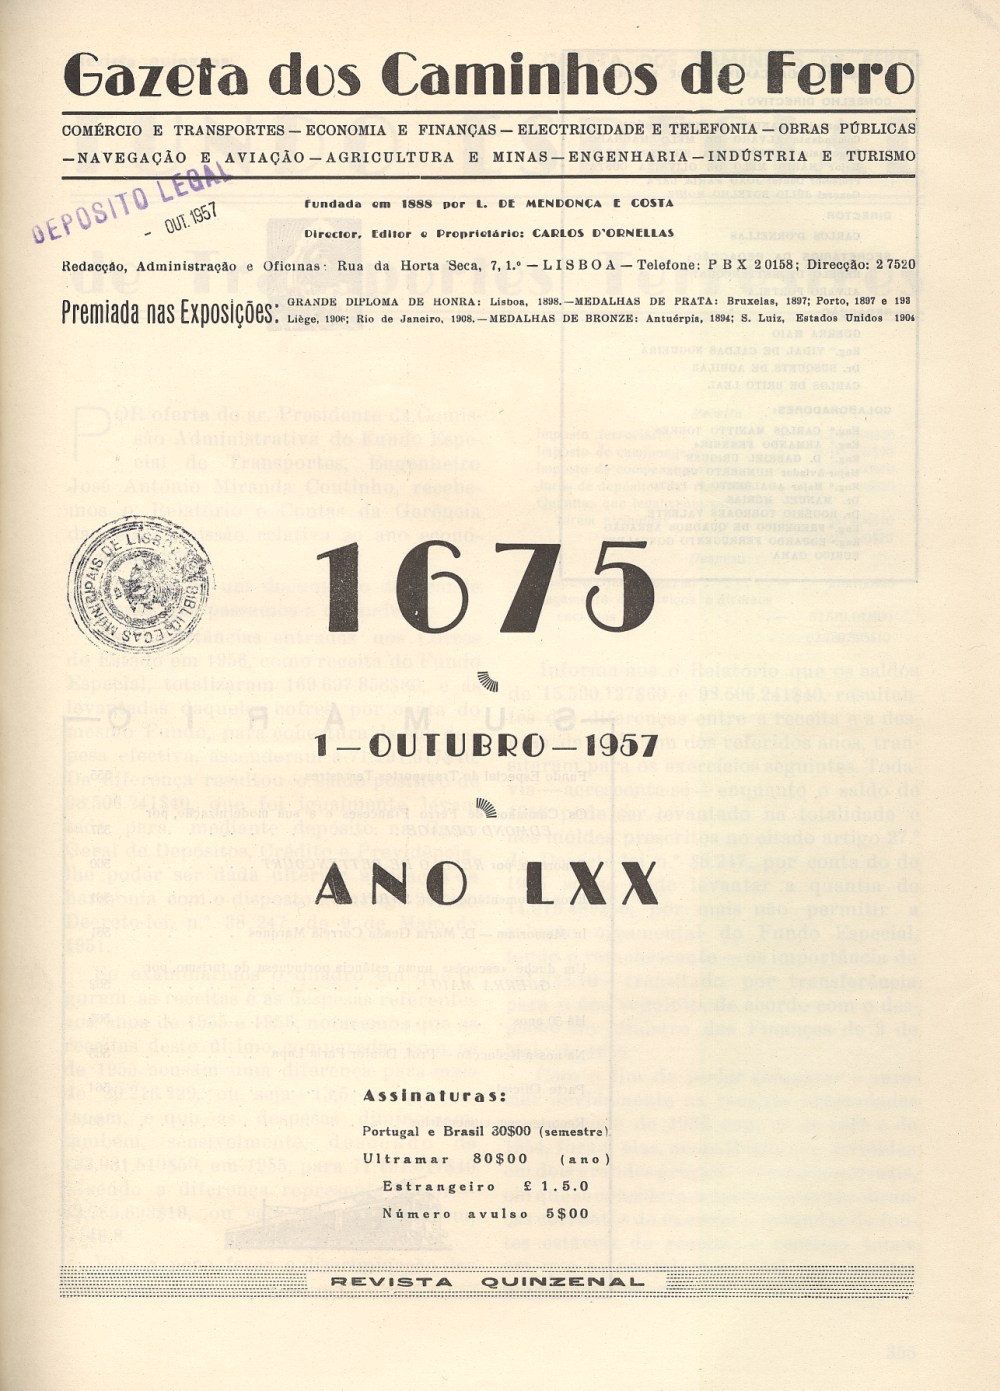 Gazeta dos Caminhos de Ferro
COMÉRCIO E TRANSPORTES — ECONOMIA E FINANÇAS — ELECTRICIDADE E TELEFONIA — OBRAS PÚBLICAS
— NAVEGAÇÃO E AVIAÇÃO — AGRICULTURA E MINAS — ENGENHARIA — INDÚSTRIA E TURISMO
DEPOSITO LEGAL
- OUT. 1957
Fundada em 1888 por L. DE MENDONÇA E COSTA
Director, Editor e Proprietário: CARLOS D'ORNELLAS
Redacção, Administração e Oficinas: Rua da Horta Seca, 7, 1.º — LISBOA — Telefone: PBX 20158; Direcção: 27520
Premiada nas Exposições:
GRANDE DIPLOMA DE HONRA: Lisboa, 1898. — MEDALHAS DE PRATA: Bruxelas, 1897; Porto, 1897 e 193
Liège, 1906; Rio de Janeiro, 1908. — MEDALHAS DE BRONZE: Antuérpia, 1894; S. Luiz, Estados Unidos 1904
BIBLIOTECAS MUNICIPAIS DE LISBOA
1675
1 — OUTUBRO — 1957
ANO LXX
Assinaturas:
Portugal e Brasil 30$00 (semestre)
Ultramar 80$00 (ano)
Estrangeiro £ 1.5.0
Número avulso 5$00
REVISTA QUINZENAL